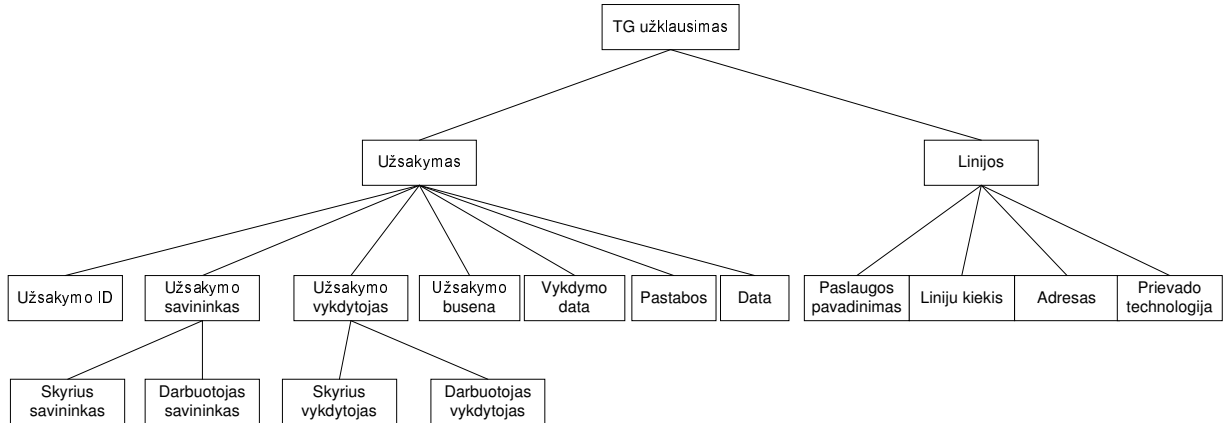 TG užklausimas
Užsakymas
Linijos
Užsakymo ID
Užsakymo
savininkas
Užsakymo
vykdytojas
Užsakymo
busena
Vykdymo
data
Pastabos
Data
Paslaugos
pavadinimas
Liniju kiekis
Adresas
Prievado
technologija
Skyrius
savininkas
Darbuotojas
savininkas
Skyrius
vykdytojas
Darbuotojas
vykdytojas